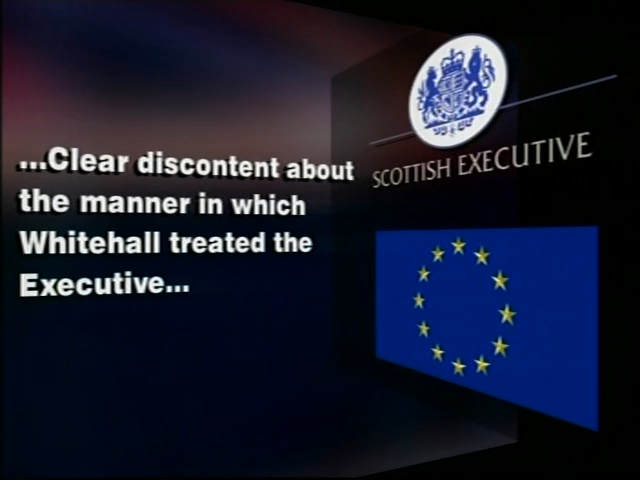 ...Clear discontent about
the manner in which
Whitehall treated the
Executive...
SCOTTISH EXECUTIVE